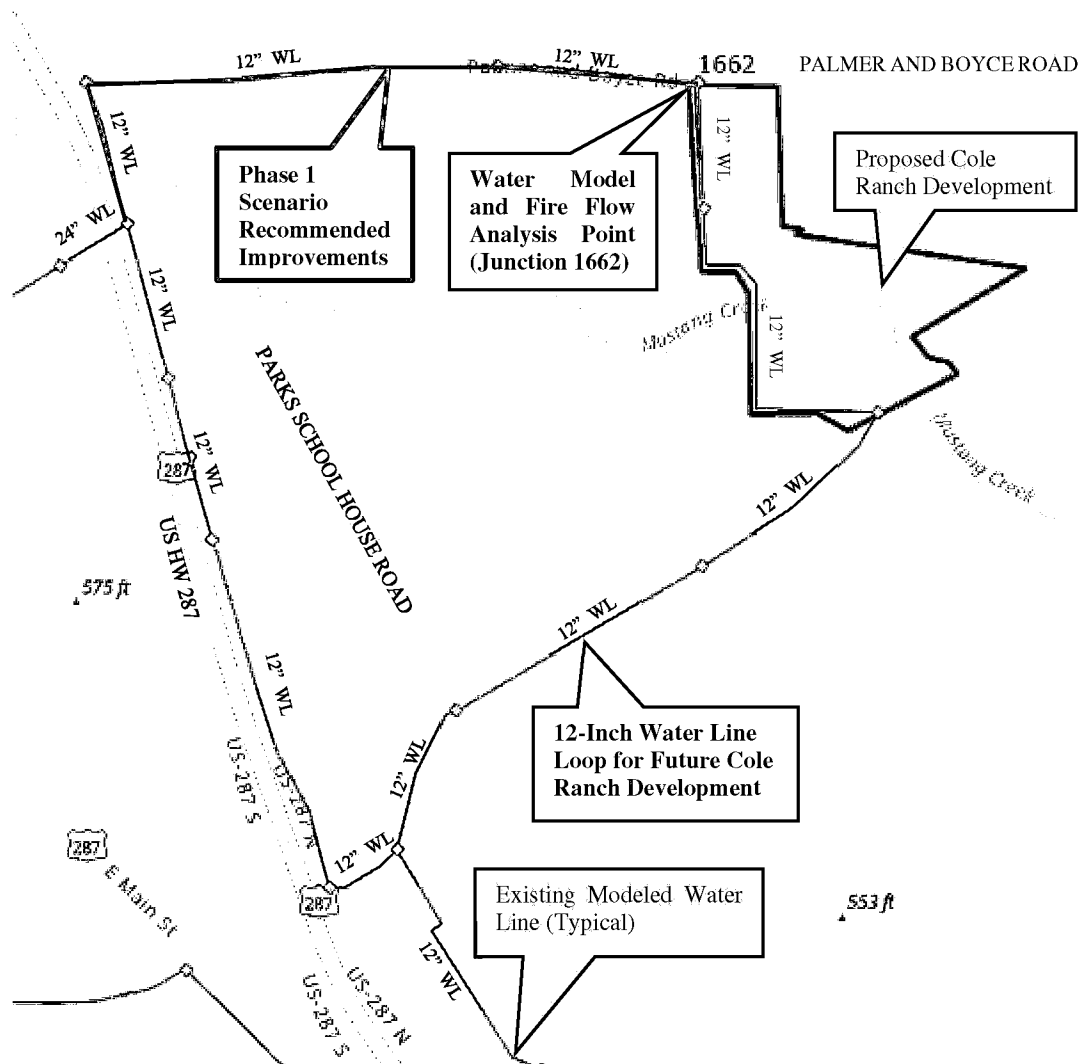 12” WL
12” WL
Palmer and Boyce Rd
1662
PALMER AND BOYCE ROAD
12” WL
12” WL
Phase 1
Scenario
Recommended
Improvements
Water Model
and Fire Flow
Analysis Point
(Junction 1662)
Proposed Cole
Ranch Development
24” WL
12” WL
Mustang Creek
12” WL
PARKS SCHOOL HOUSE ROAD
Mustang Creek
12” WL
287
US HW 287
12” WL
575 ft
12” WL
12” WL
12-Inch Water Line
Loop for Future Cole
Ranch Development
US-287 S
US-287 N
12” WL
287
E Main St
12” WL
287
Existing Modeled Water
Line (Typical)
553 ft
12” WL
US-287 N
US-287 S